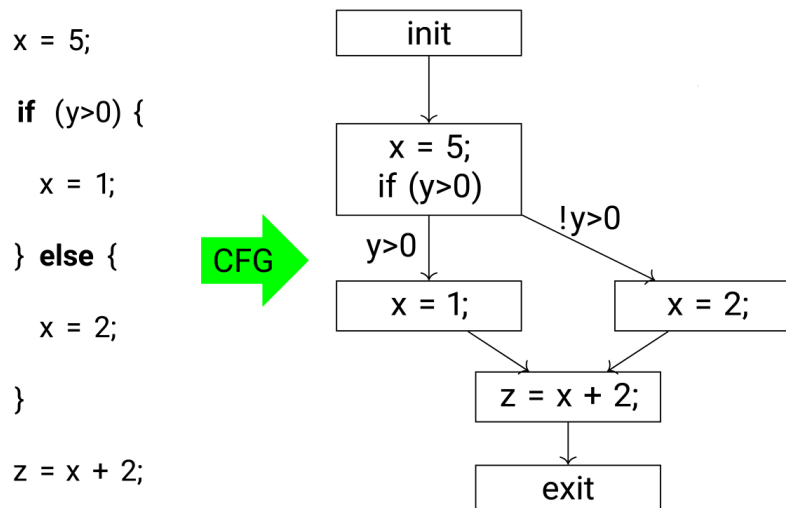 x = 5;
if (y>0) {
x = 1;
} else {
x = 2;
}
z = x + 2;
CFG
init
x = 5;
if (y>0)
y>0
!y>0
x = 1;
x = 2;
z = x + 2;
exit